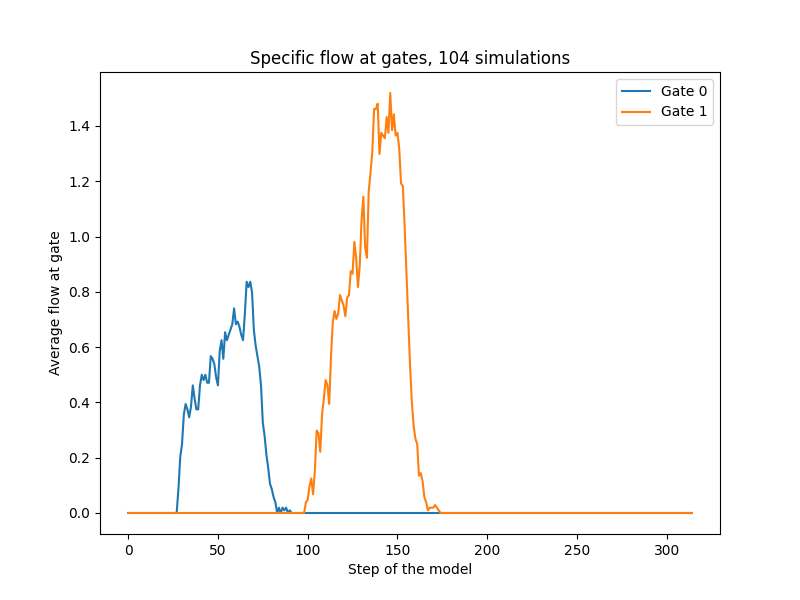 Specific flow at gates, 104 simulations
Gate 0
Gate 1
Average flow at gate
1.4
1.2
1.0
0.8
0.6
0.4
0.2
0.0
0 50 100 150 200 250 300
Step of the model